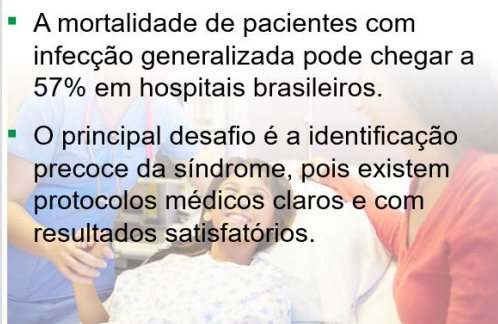 ▪ A mortalidade de pacientes com
infecção generalizada pode chegar a
57% em hospitais brasileiros.
▪ O principal desafio é a identificação
precoce da síndrome, pois existem
protocolos médicos claros e com
resultados satisfatórios.